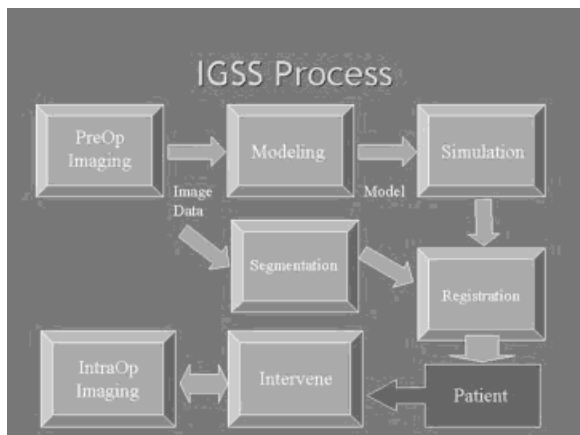 IGSS Process
PreOp
Imaging
Modeling
Simulation
Image
Data
Model
Segmentation
Registration
IntraOp
Imaging
Intervene
Patient